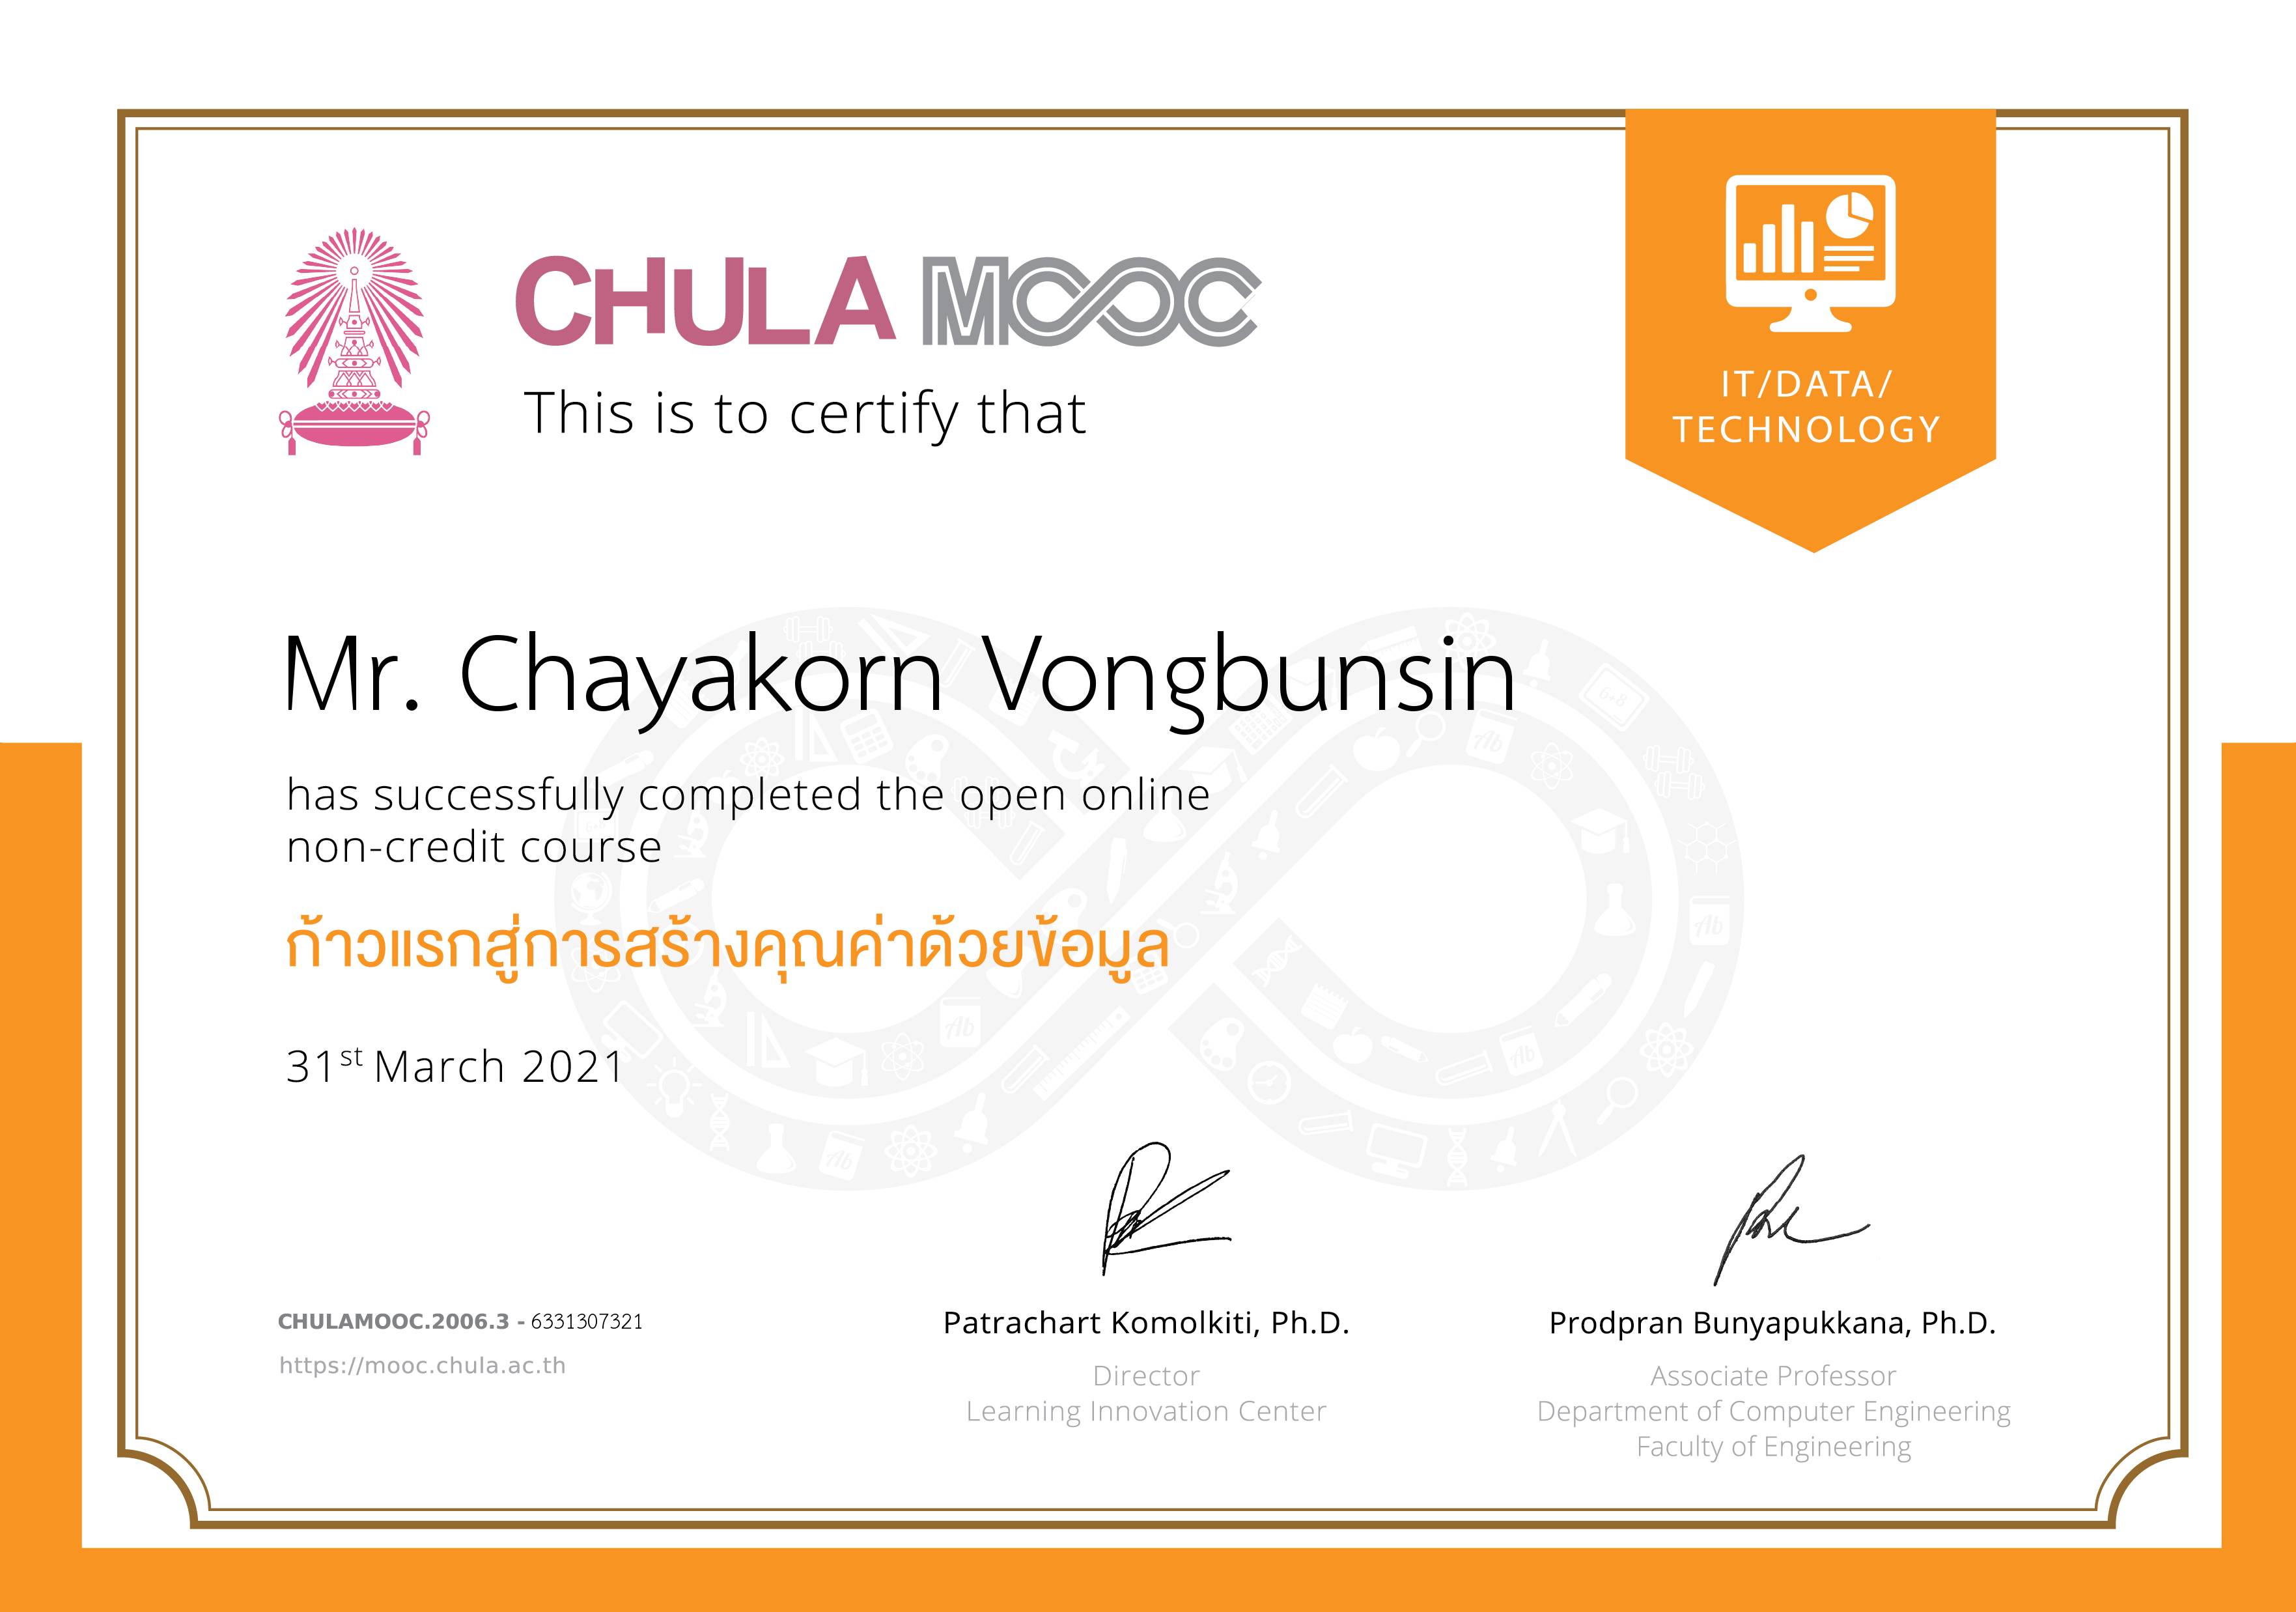 CHULA MOOC
This is to certify that
IT/DATA/
TECHNOLOGY
Mr. Chayakorn Vongbunsin
has successfully completed the open online
non-credit course
ก้าวแรกสู่การสร้างคุณค่าด้วยข้อมูล
31st March 2021
CHULAMOOC.2006.3 - 6331307321
https://mooc.chula.ac.th
Patrachart Komolkiti, Ph.D.
Director
Learning Innovation Center
Prodpran Bunyapukkana, Ph.D.
Associate Professor
Department of Computer Engineering
Faculty of Engineering